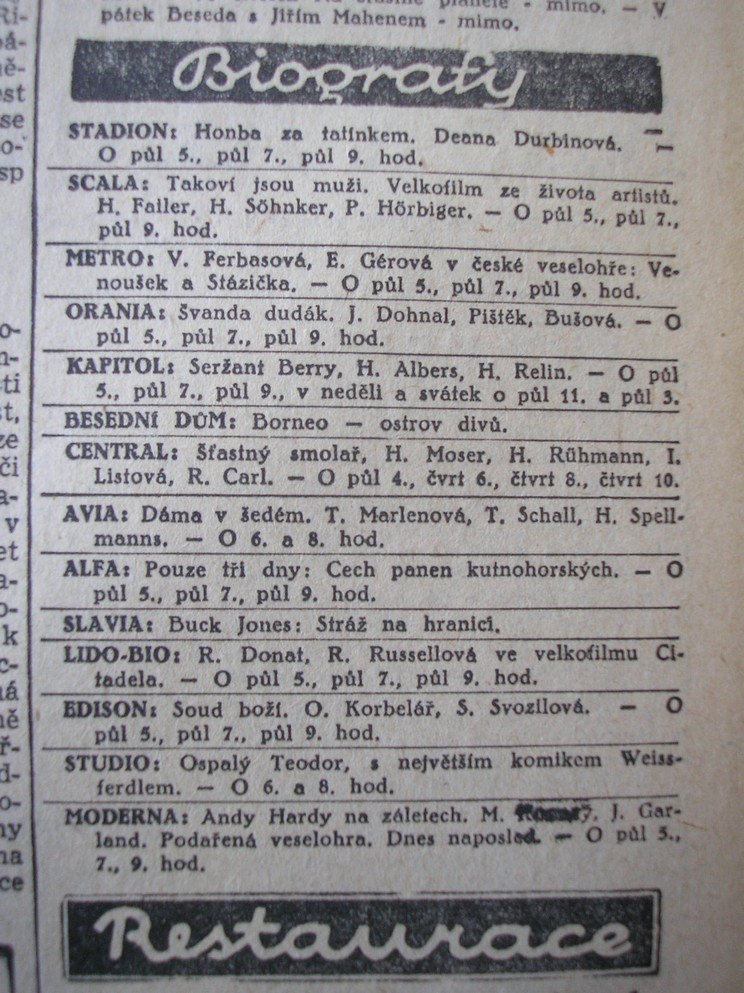 planetě - mimo. — V
pátek Beseda s Jiřím Mahenem - mimo.
Biografy
STADION: Honba za tatínkem. Deana Durbinová. —
O půl 5., půl 7., půl 9. hod.
SCALA: Takoví jsou muži. Velkofilm ze života artistů.
H. Failer, H. Söhnker, P. Hörbiger. — O půl 5., půl 7.,
půl 9. hod.
METRO: V. Ferbasová, E. Gérová v české veselohře: Ve-
noušek a Stázička. — O půl 5., půl 7., půl 9. hod.
ORANIA: Švanda dudák. J. Dohnal, Pištěk, Bušová. — O
půl 5., půl 7., půl 9. hod.
KAPITOL: Seržant Berry, H. Albers, H. Relin. — O půl
5., půl 7., půl 9., v neděli a svátek o půl 11. a půl 3.
BESEDNÍ DŮM: Borneo — ostrov divů.
CENTRAL: Šťastný smolař, H. Moser, H. Rühmann, I.
Listová, R. Carl. — O půl 4., čvrt 6., čtvrt 8., čtvrt 10.
AVIA: Dáma v šedém. T. Marlenová, T. Schall, H. Spell-
manns. — O 6. a 8. hod.
ALFA: Pouze tři dny: Cech panen kutnohorských. — O
půl 5., půl 7., půl 9. hod.
SLAVIA: Buck Jones: Stráž na hranici.
LIDO-BIO: R. Donat, R. Russellová ve velkofilmu Ci-
tadela. — O půl 5., půl 7., půl 9. hod.
EDISON: Soud boží. O. Korbelář, S. Svozilová. — O
půl 5., půl 7., půl 9. hod.
STUDIO: Ospalý Teodor, s největším komikem Weiss-
ferdlem. — O 6. a 8. hod.
MODERNA: Andy Hardy na záletech. M. J. Gar-
land. Podařená veselohra. Dnes naposled. — O půl 5.,
7., 9. hod.
Restaurace